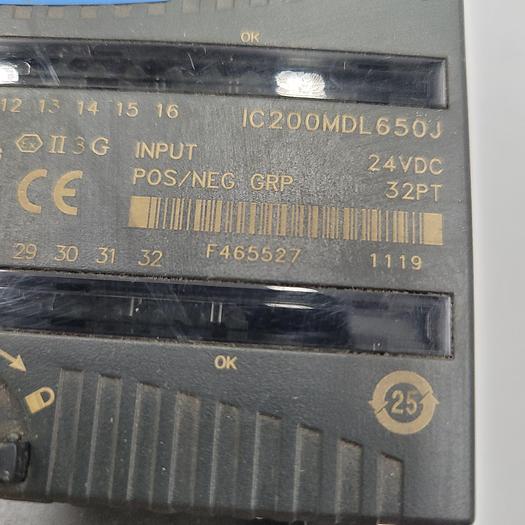 OK
12 13 14 15 16
IC200MDL650J
Ex II 3 G
INPUT 24VDC
POS/NEG GRP 32PT
CE
F465527 1119
29 30 31 32
OK
25